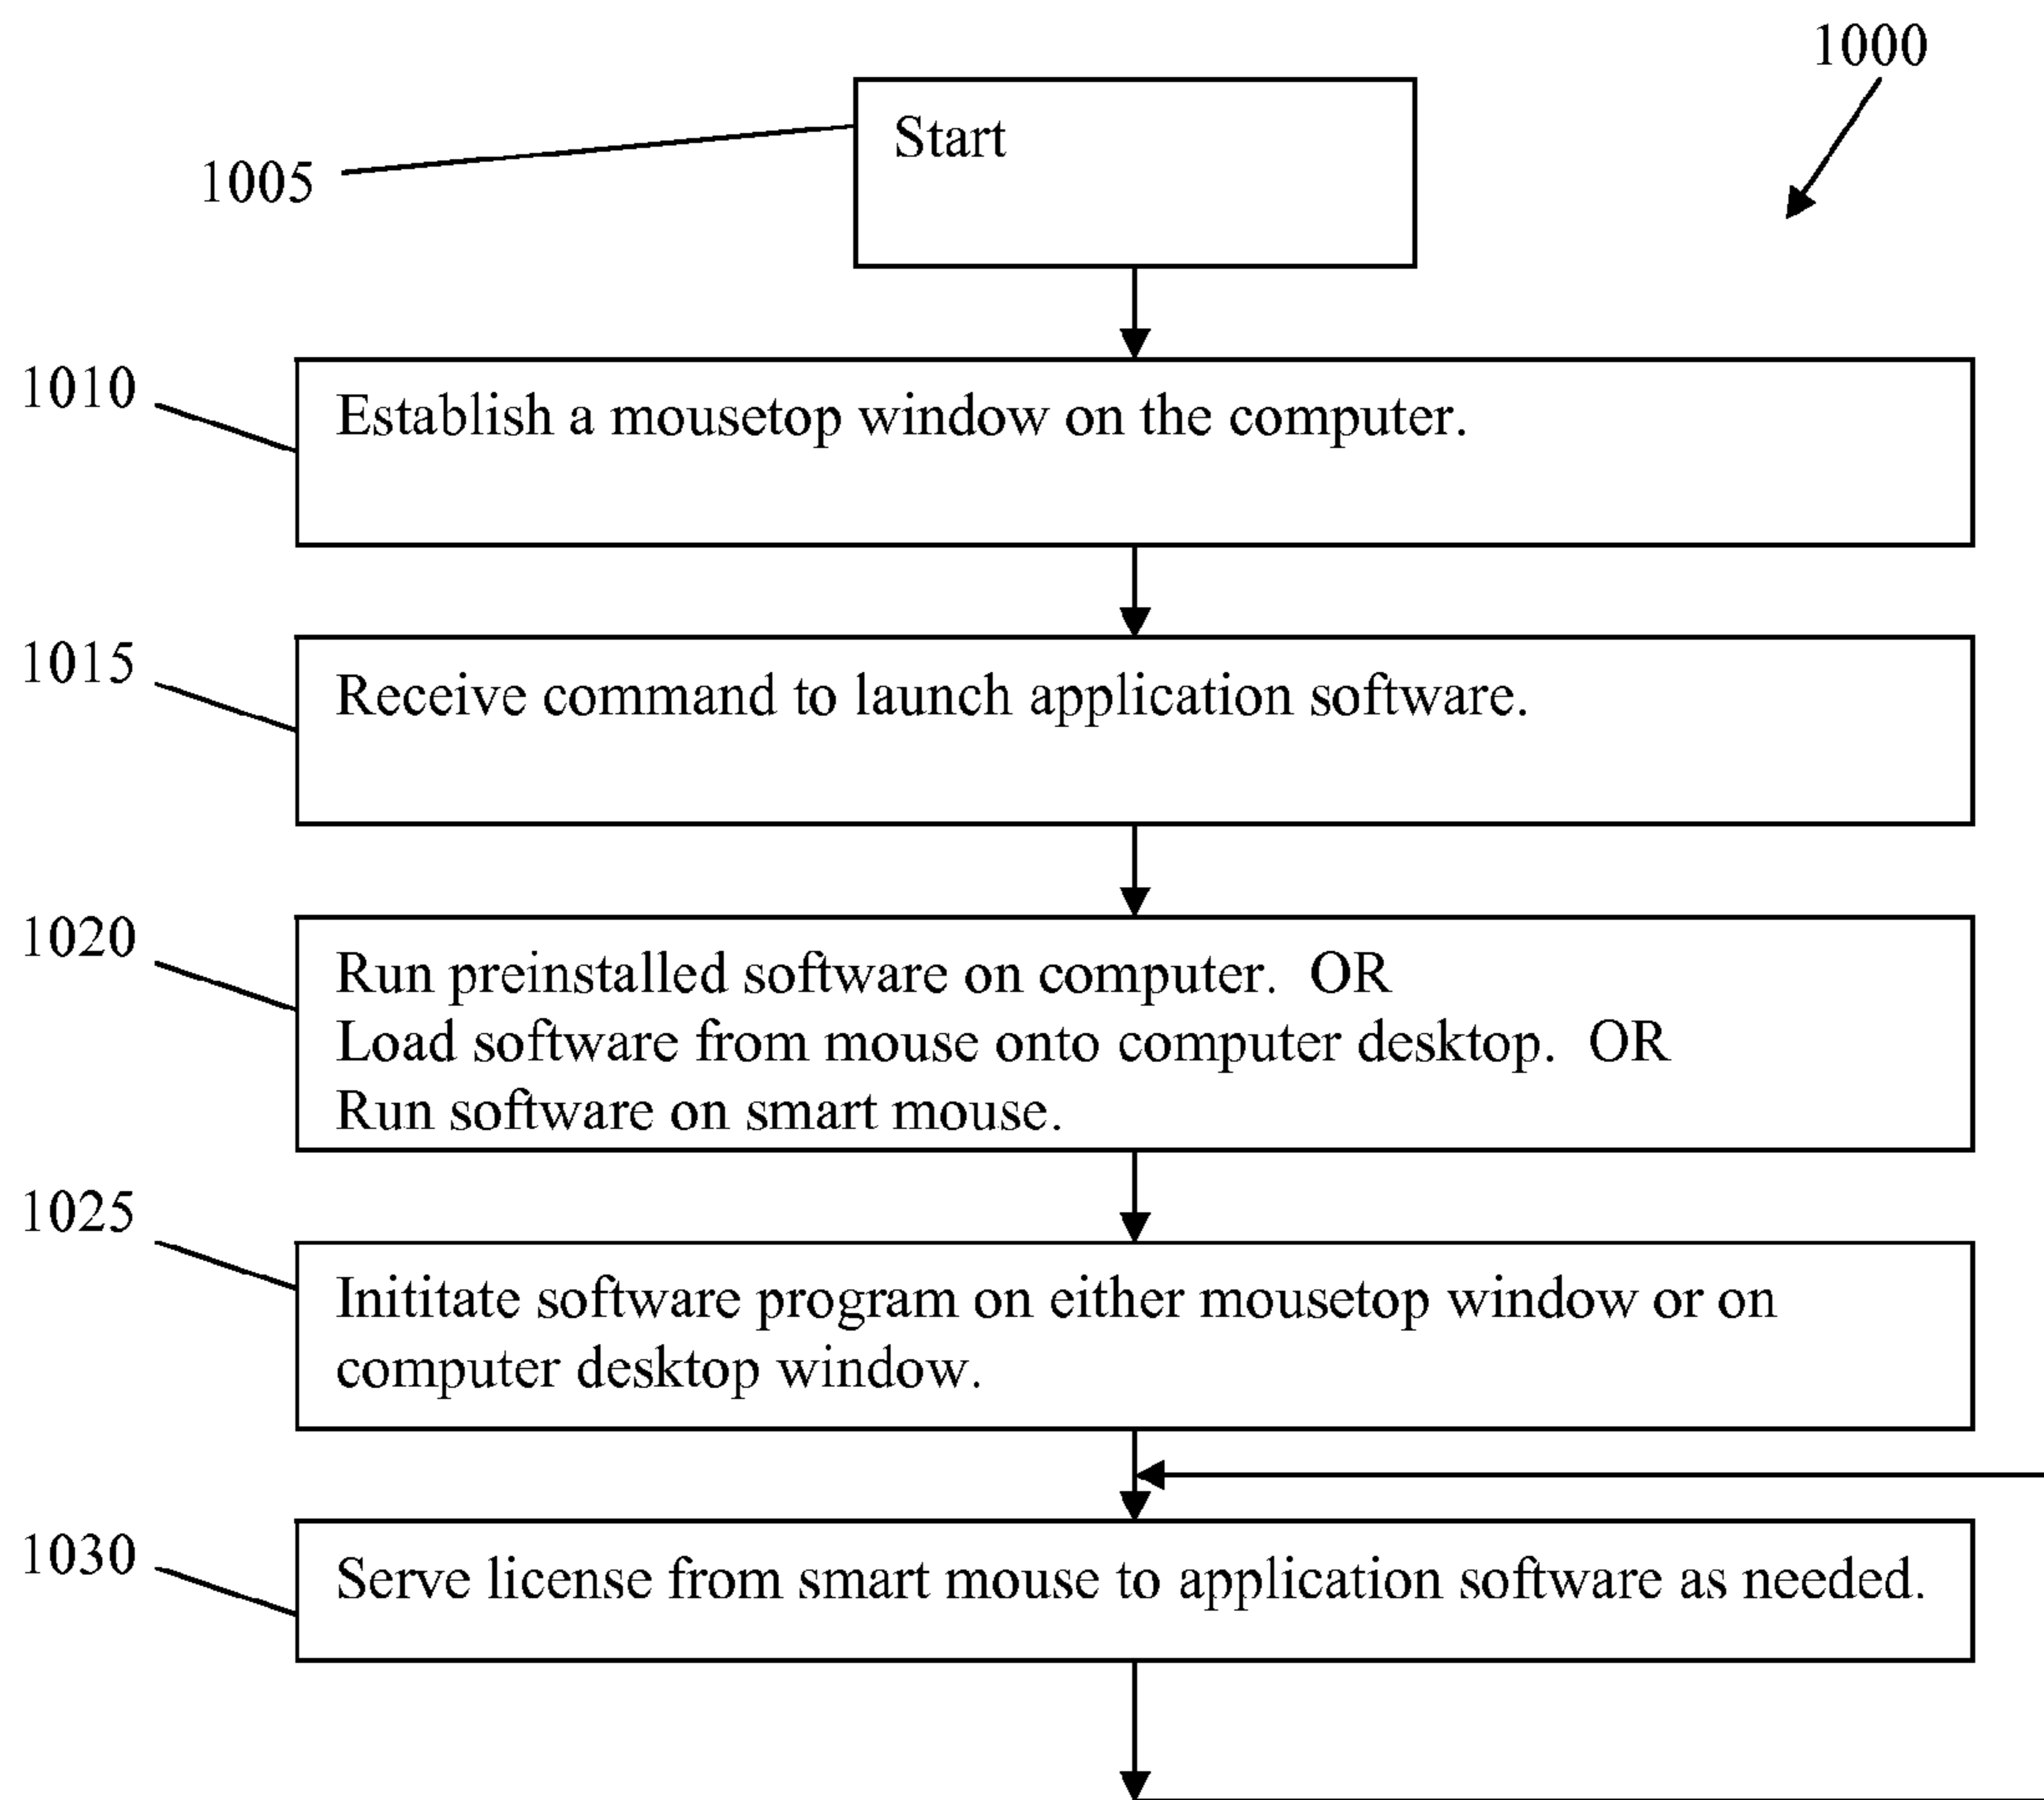 1000
Start
1005
1010
Establish a mousetop window on the computer.
1015
Receive command to launch application software.
1020
Run preinstalled software on computer.  OR
Load software from mouse onto computer desktop.  OR
Run software on smart mouse.
1025
Inititate software program on either mousetop window or on
computer desktop window.
1030
Serve license from smart mouse to application software as needed.